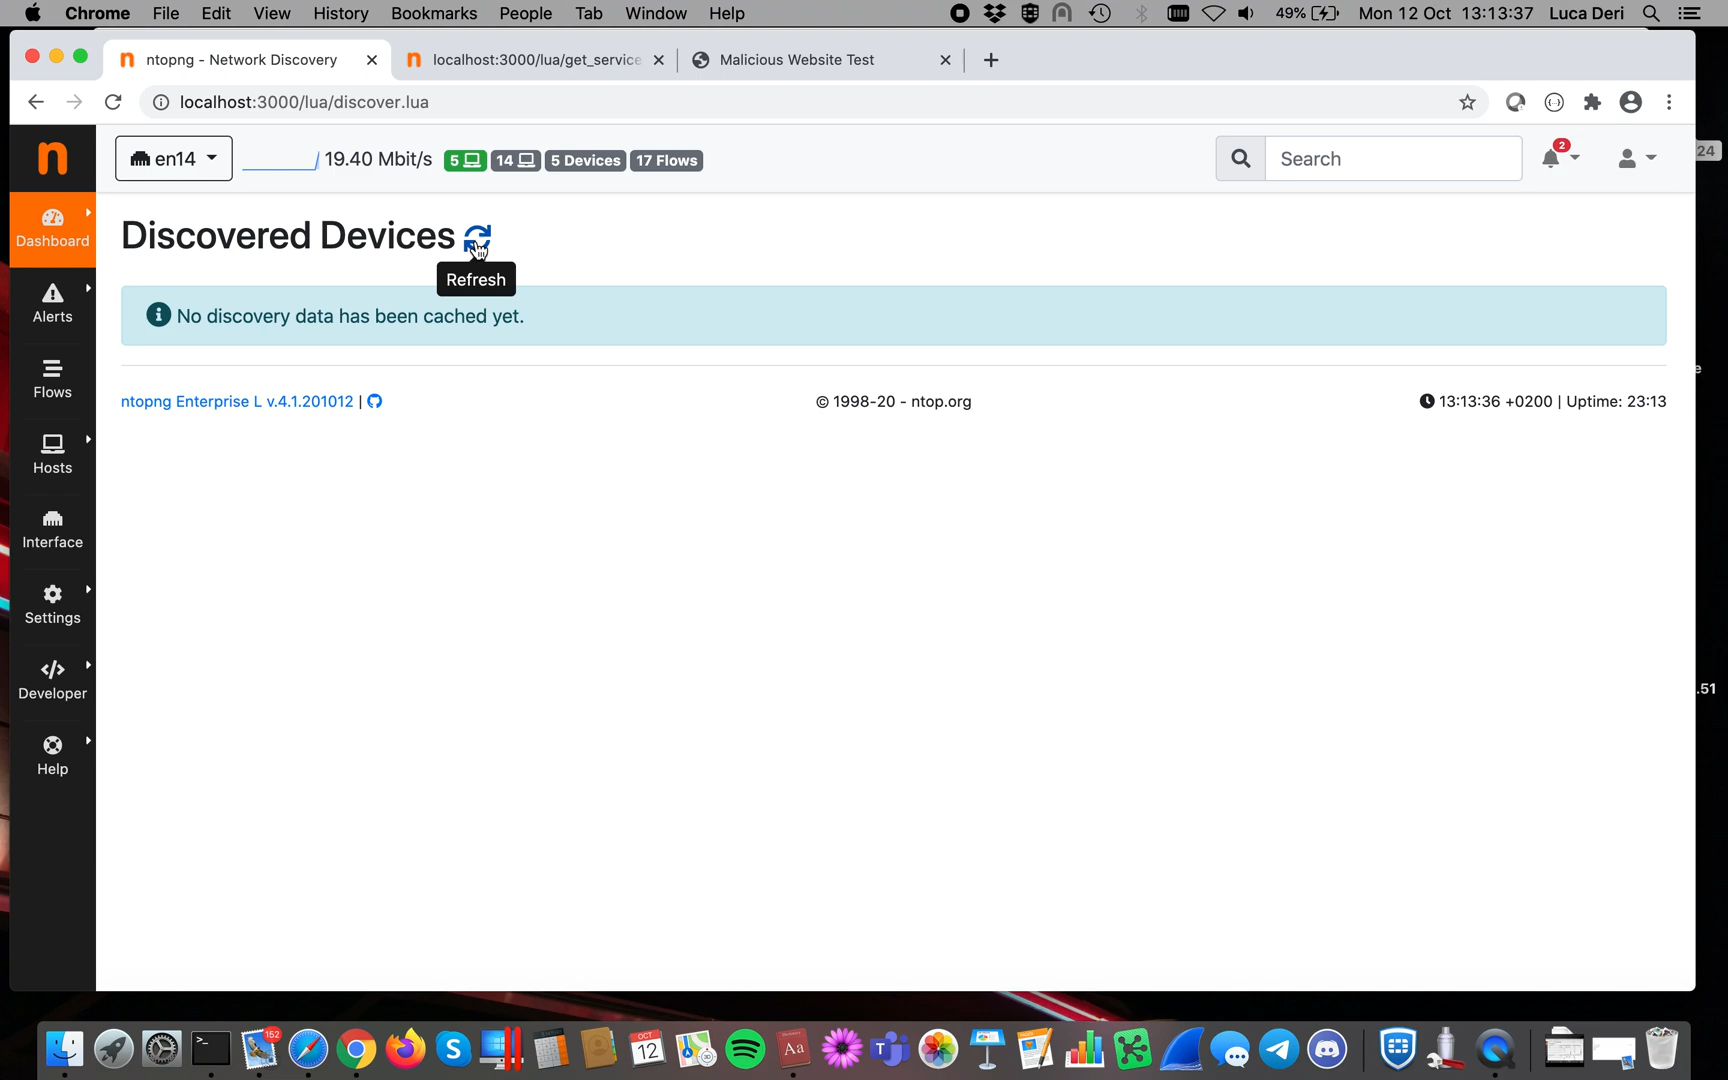 Chrome File Edit View History Bookmarks People Tab Window Help 49% Mon 12 Oct 13:13:37 Luca Deri
ntopng - Network Discovery localhost:3000/lua/get_service Malicious Website Test
localhost:3000/lua/discover.lua
en14 19.40 Mbit/s 5 14 5 Devices 17 Flows Search 2
24
Dashboard
Alerts
Flows
Hosts
Interface
Settings
Developer
Help
Discovered Devices
Refresh
No discovery data has been cached yet.
ntopng Enterprise L v.4.1.201012 | © 1998-20 - ntop.org 13:13:36 +0200 | Uptime: 23:13
e
.51
152
OCT
12
Aa
3D
T